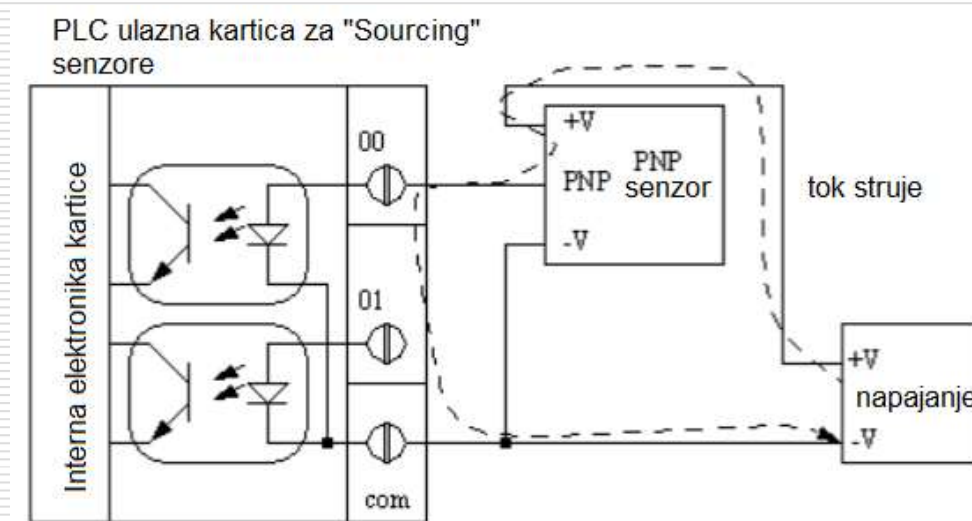 PLC ulazna kartica za "Sourcing"
senzore
Interna elektronika kartice
00
01
com
+V
PNP
PNP
senzor
-V
tok struje
+V
napajanje
-V